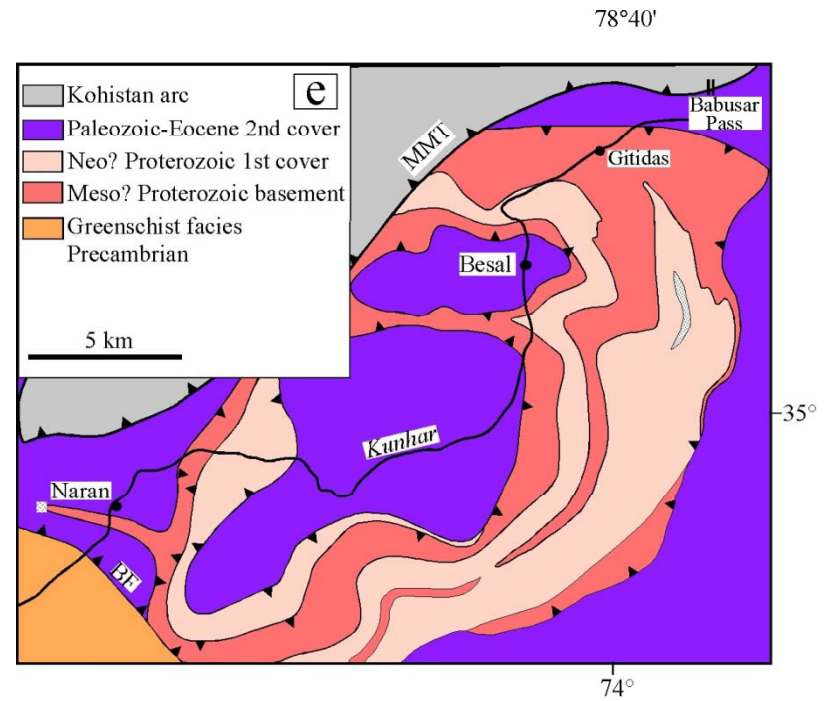 78°40'
e
Kohistan arc
Paleozoic-Eocene 2nd cover
Neo? Proterozoic 1st cover
Meso? Proterozoic basement
Greenschist facies
Precambrian
5 km
MMT
Babusar
Pass
Gitidas
Besal
35°
Kunhar
Naran
BF
74°